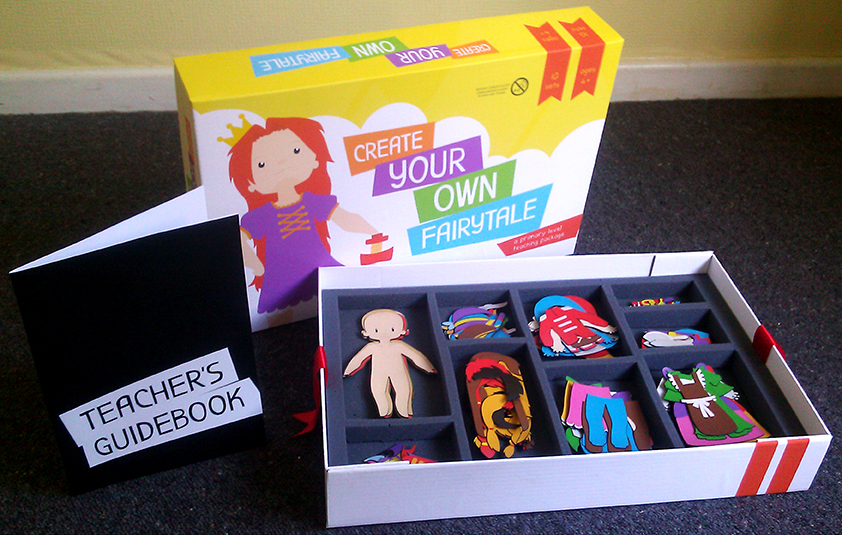 CREATE
YOUR
OWN
FAIRYTALE
CREATE
YOUR
OWN
FAIRYTALE
a primary level
teaching package
TEACHER'S
GUIDEBOOK